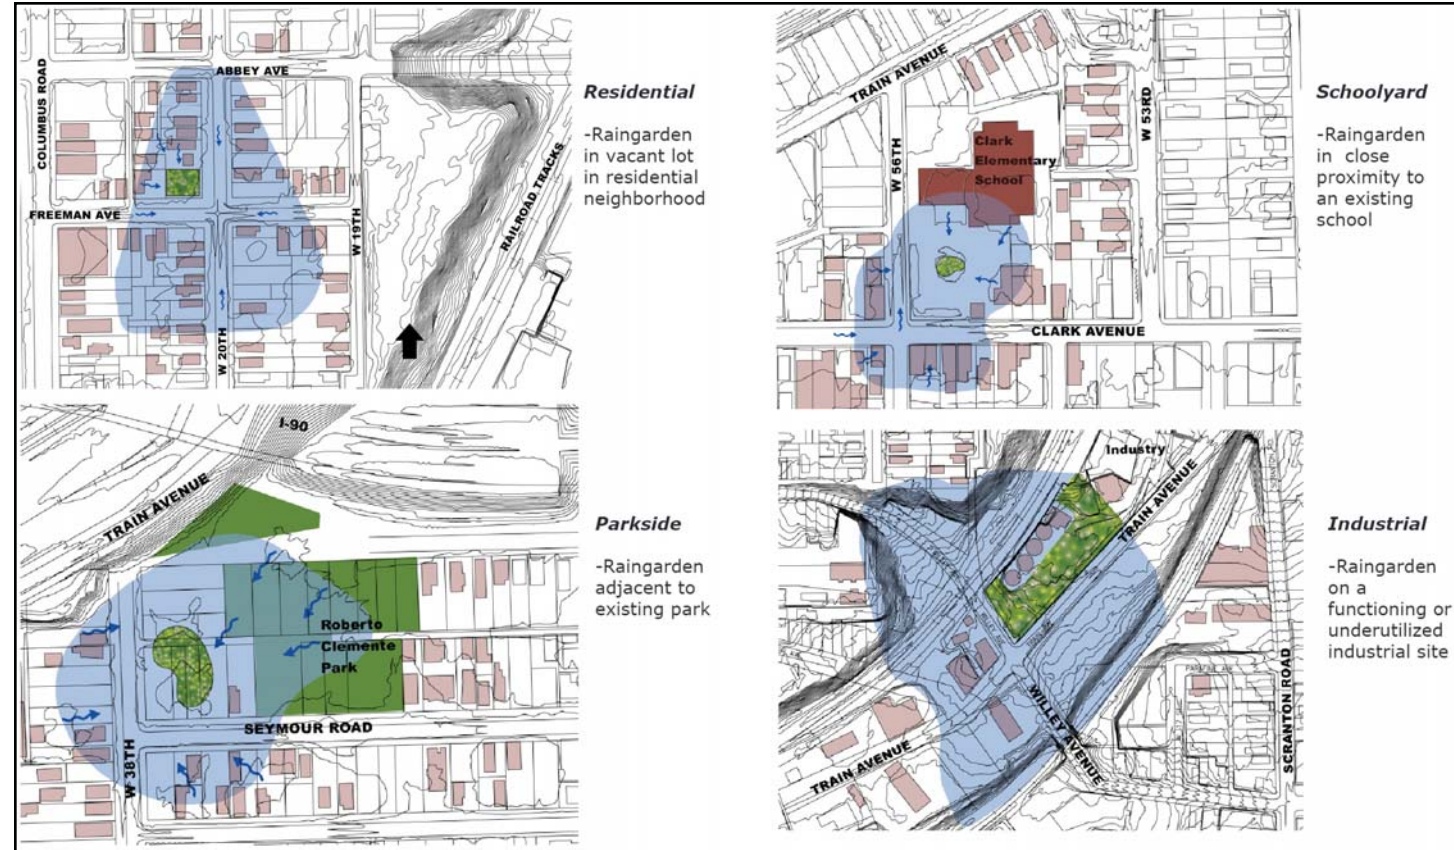 COLUMBUS ROAD
ABBEY AVE
FREEMAN AVE
W 19TH
W 20TH
RAILROAD TRACKS
Residential
-Raingarden
in vacant lot
in residential
neighborhood
TRAIN AVENUE
W 56TH
W 53RD
Clark
Elementary
School
CLARK AVENUE
Schoolyard
-Raingarden
in close
proximity to
an existing
school
I-90
TRAIN AVENUE
Roberto
Clemente
Park
SEYMOUR ROAD
W 38TH
Parkside
-Raingarden
adjacent to
existing park
Industry
TRAIN AVENUE
TRAIN AVENUE
WILLEY AVENUE
SCRANTON ROAD
Industrial
-Raingarden
on a
functioning or
underutilized
industrial site